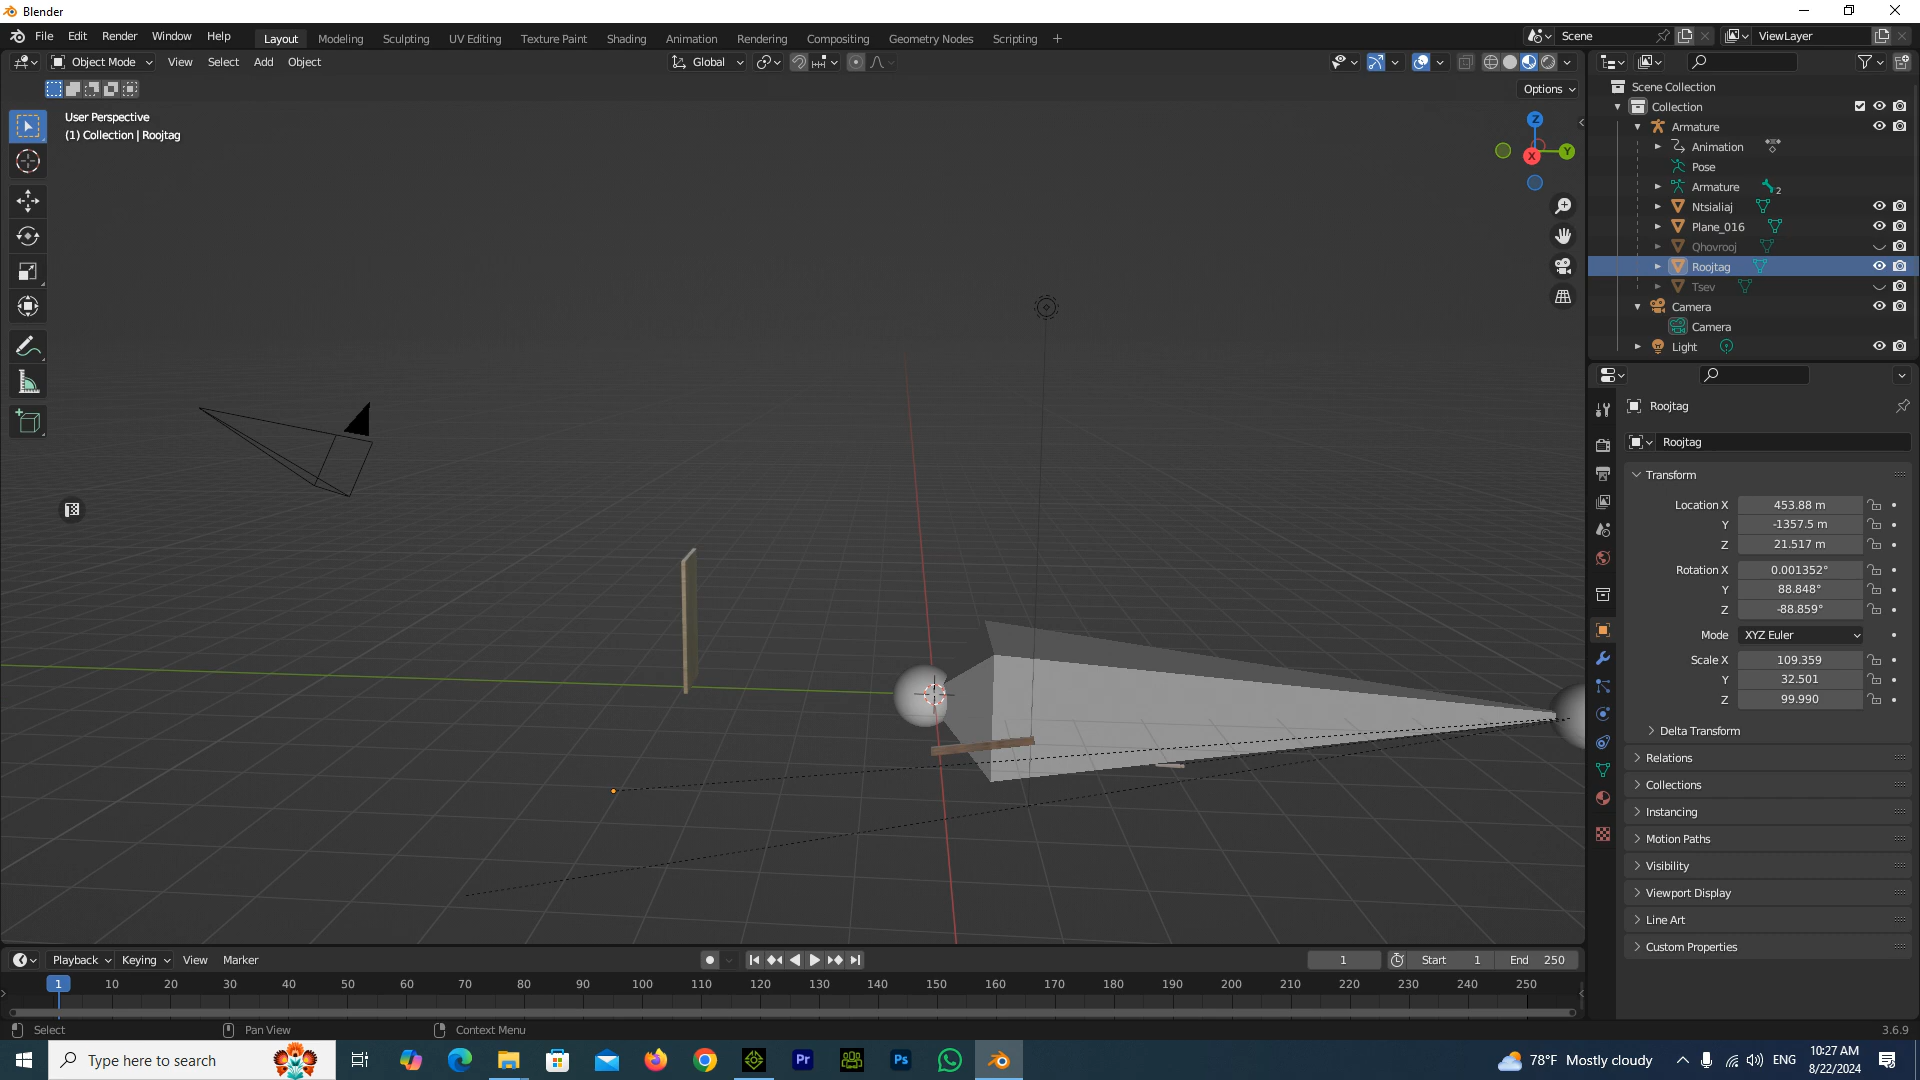 Blender
File Edit Render Window Help Layout Modeling Sculpting UV Editing Texture Paint Shading Animation Rendering Compositing Geometry Nodes Scripting +
Scene ViewLayer
Object Mode View Select Add Object Global
Options
User Perspective
(1) Collection | Roojtag
Z
Y
X
Scene Collection
Collection
Armature
Animation
Pose
Armature 2
Ntsialiaj
Plane_016
Qhovrooj
Roojtag
Tsev
Camera
Camera
Light
Roojtag
Roojtag
Transform
Location X 453.88 m
Y -1357.5 m
Z 21.517 m
Rotation X 0.001352°
Y 88.848°
Z -88.859°
Mode XYZ Euler
Scale X 109.359
Y 32.501
Z 99.990
Delta Transform
Relations
Collections
Instancing
Motion Paths
Visibility
Viewport Display
Line Art
Custom Properties
Playback Keying View Marker 1 Start 1 End 250
1 10 20 30 40 50 60 70 80 90 100 110 120 130 140 150 160 170 180 190 200 210 220 230 240 250
Select Pan View Context Menu 3.6.9
Type here to search Pr Ps 78°F Mostly cloudy ENG 10:27 AM
8/22/2024